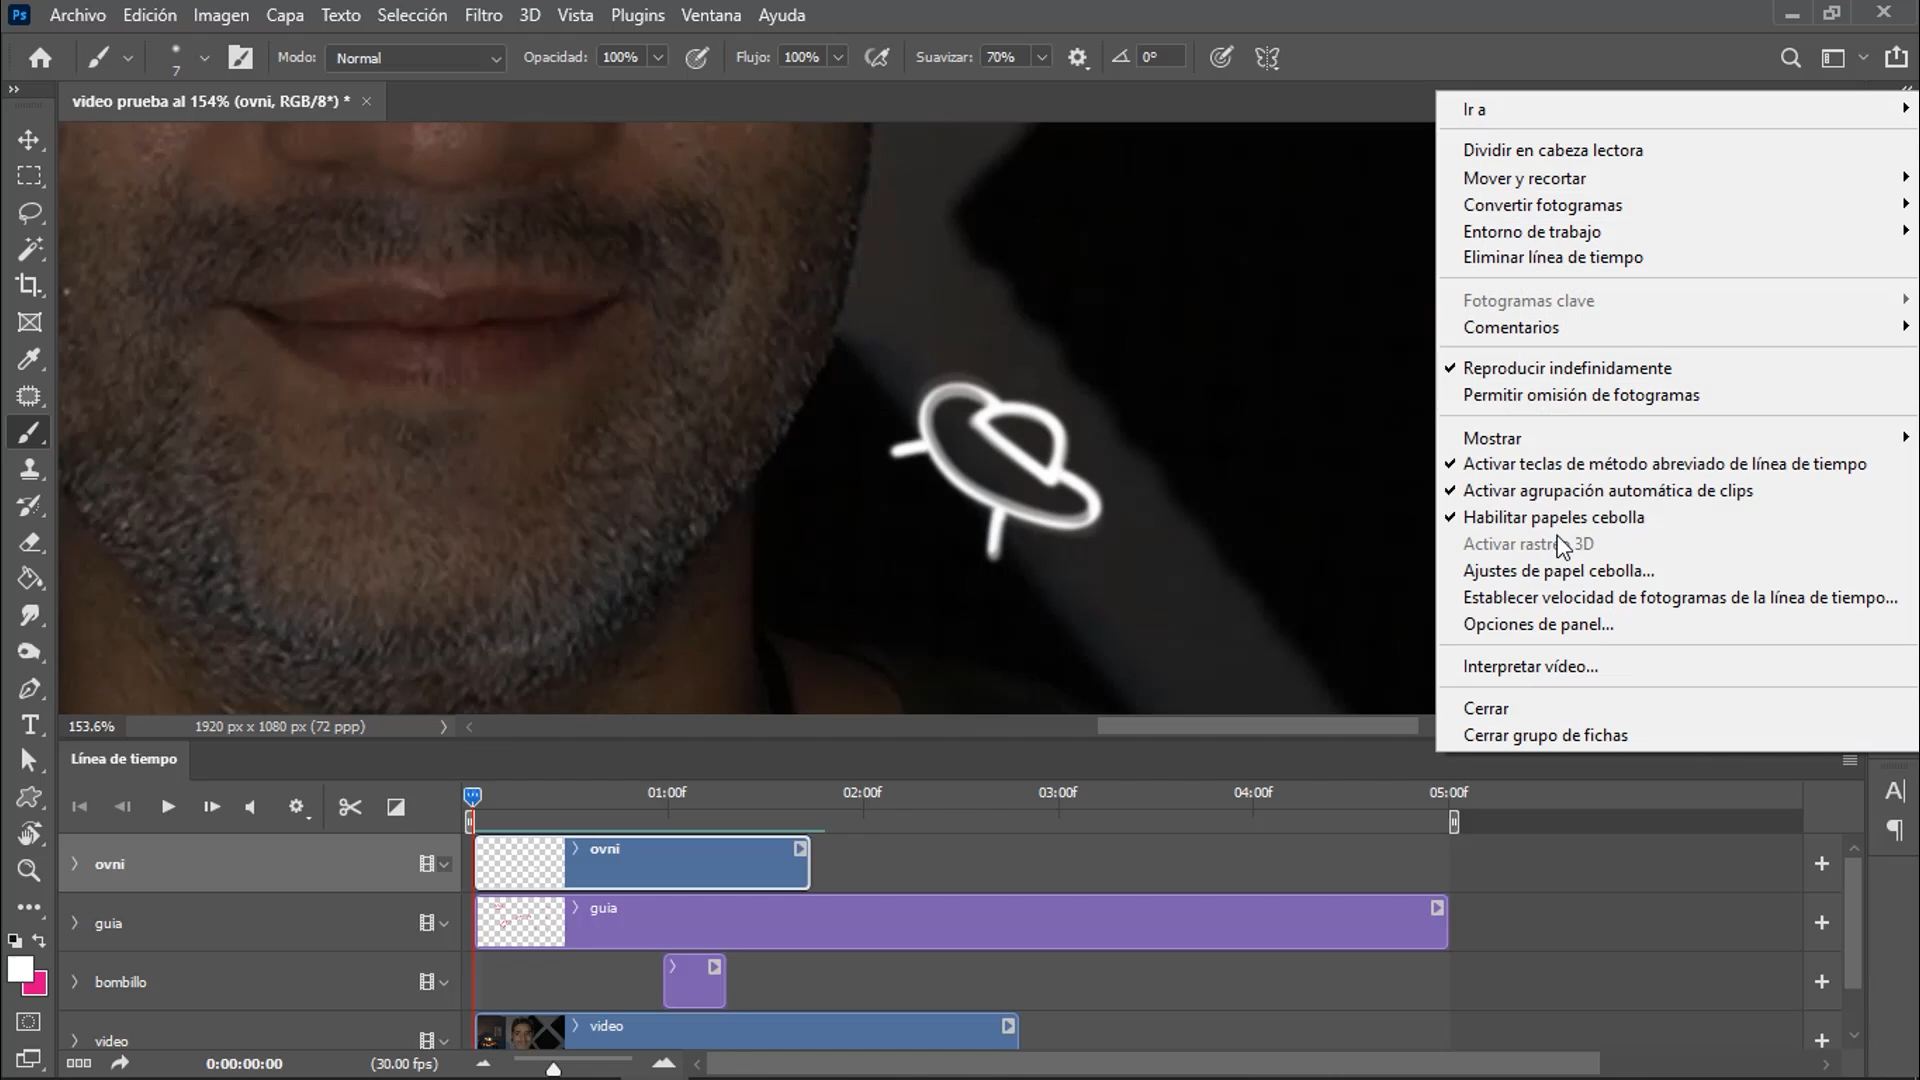 Ps Archivo Edición Imagen Capa Texto Selección Filtro 3D Vista Plugins Ventana Ayuda
7 Modo: Normal Opacidad: 100% Flujo: 100% Suavizar: 70% 0°
video prueba al 154% (ovni, RGB/8*) *
Ir a
Dividir en cabeza lectora
Mover y recortar
Convertir fotogramas
Entorno de trabajo
Eliminar línea de tiempo
Fotogramas clave
Comentarios
Reproducir indefinidamente
Permitir omisión de fotogramas
Mostrar
Activar teclas de método abreviado de línea de tiempo
Activar agrupación automática de clips
Habilitar papeles cebolla
Activar rastreo 3D
Ajustes de papel cebolla...
Establecer velocidad de fotogramas de la línea de tiempo...
Opciones de panel...
Interpretar vídeo...
Cerrar
Cerrar grupo de fichas
153.6% 1920 px x 1080 px (72 ppp)
Línea de tiempo
01:00f 02:00f 03:00f 04:00f 05:00f
ovni ovni
guia guia
bombillo
video video
0:00:00:00 (30.00 fps)